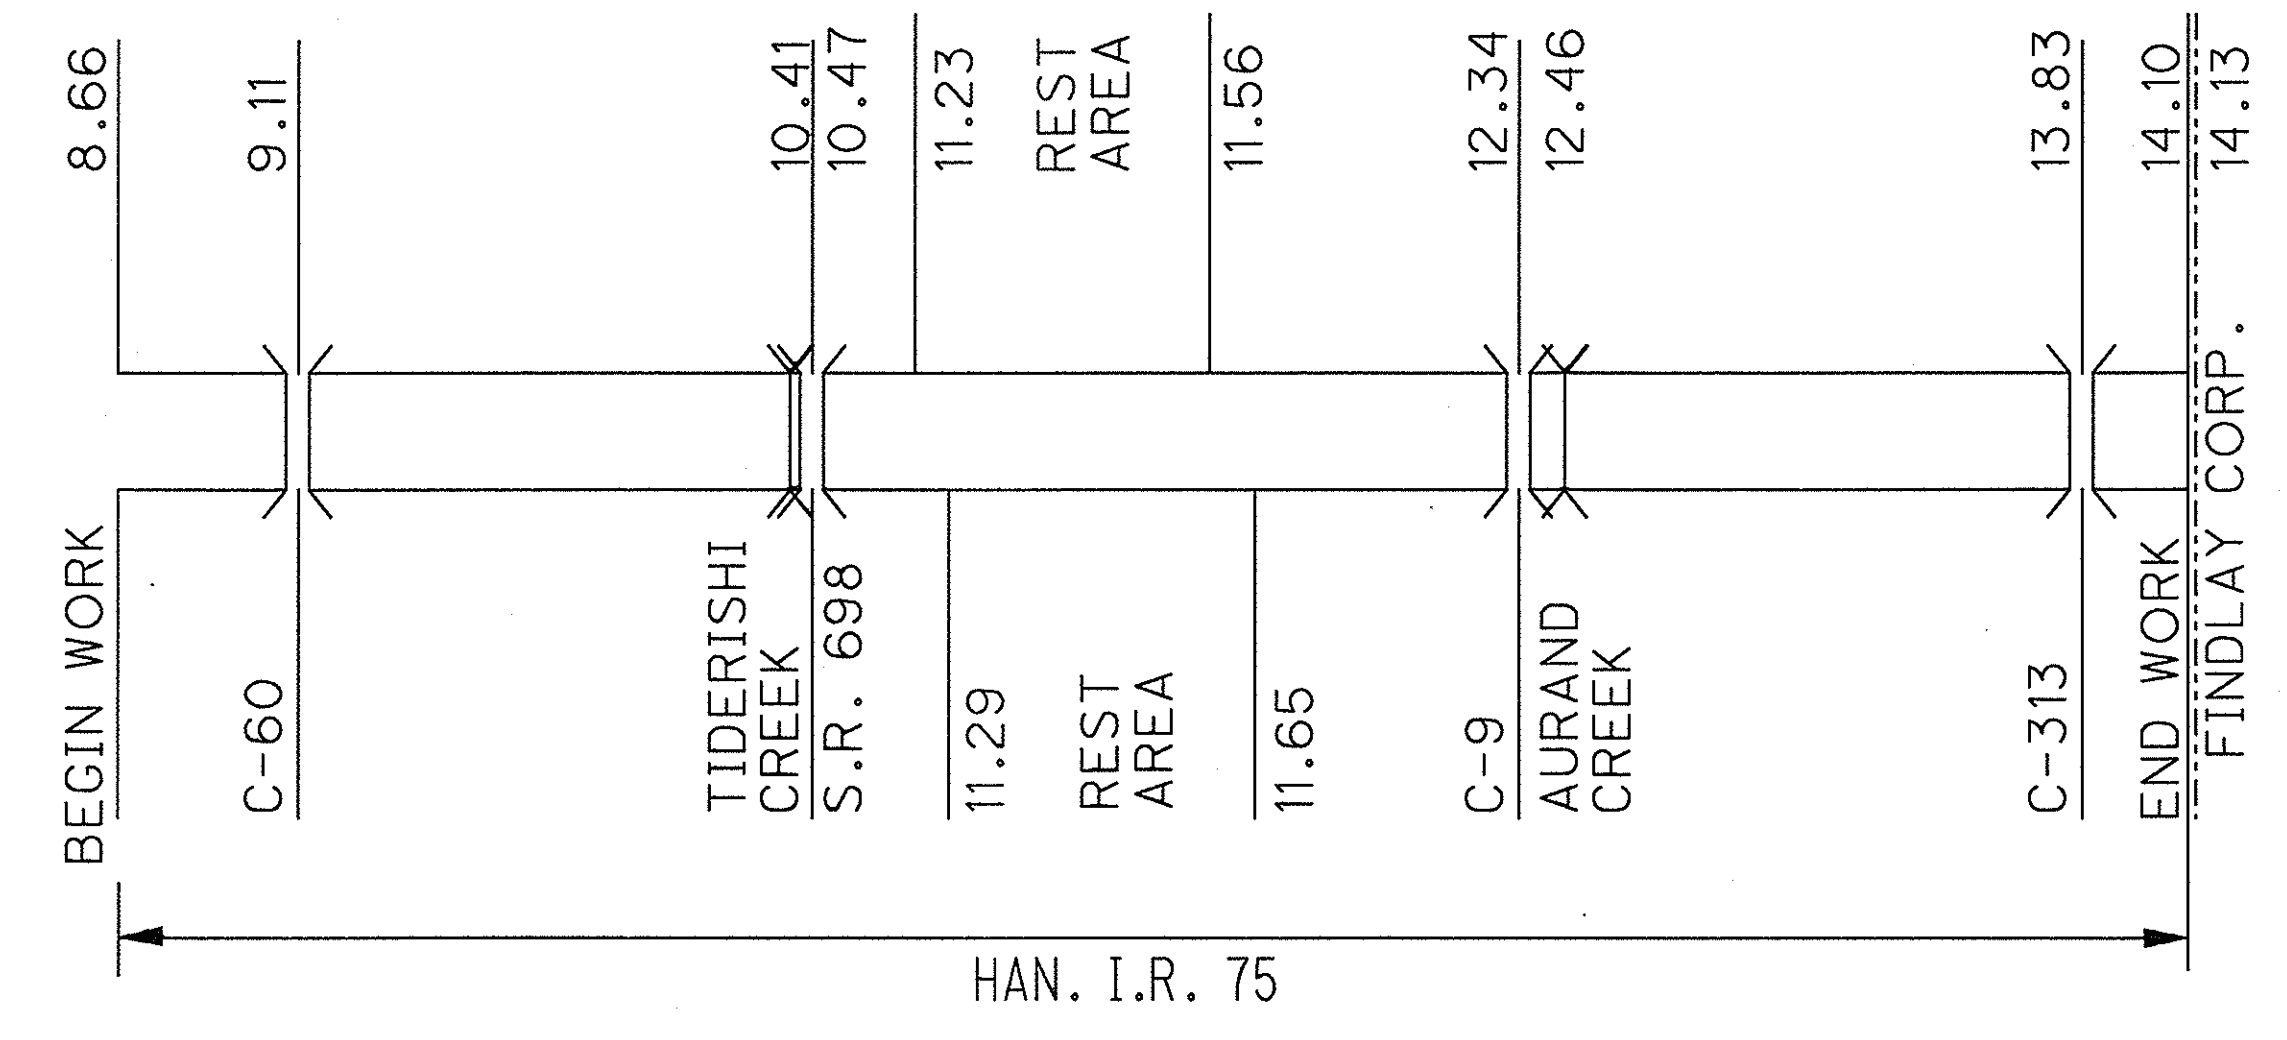 BEGIN WORK
8.66
C-60
9.11
TIDERISHI
CREEK
10.41
S.R. 698
10.47
11.23
11.29
REST
AREA
REST
AREA
11.56
11.65
C-9
12.34
AURAND
CREEK
12.46
C-313
13.83
END WORK
14.10
FINDLAY CORP.
14.13
HAN. I.R. 75